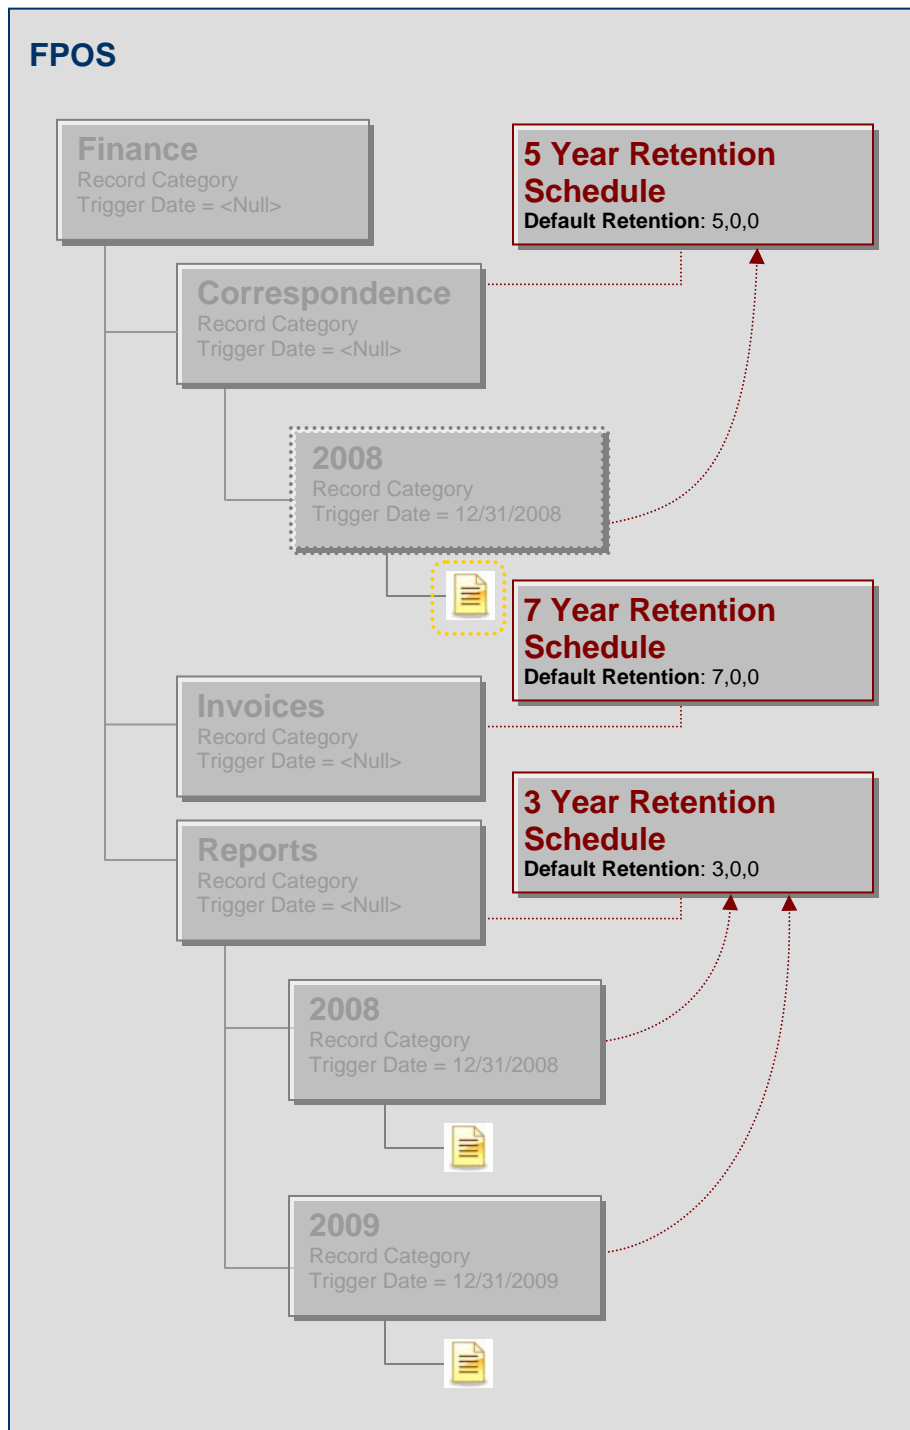 FPOS
Finance
Record Category
Trigger Date = <Null>
5 Year Retention
Schedule
Default Retention: 5,0,0
Correspondence
Record Category
Trigger Date = <Null>
2008
Record Category
Trigger Date = 12/31/2008
7 Year Retention
Schedule
Default Retention: 7,0,0
Invoices
Record Category
Trigger Date = <Null>
3 Year Retention
Schedule
Default Retention: 3,0,0
Reports
Record Category
Trigger Date = <Null>
2008
Record Category
Trigger Date = 12/31/2008
2009
Record Category
Trigger Date = 12/31/2009